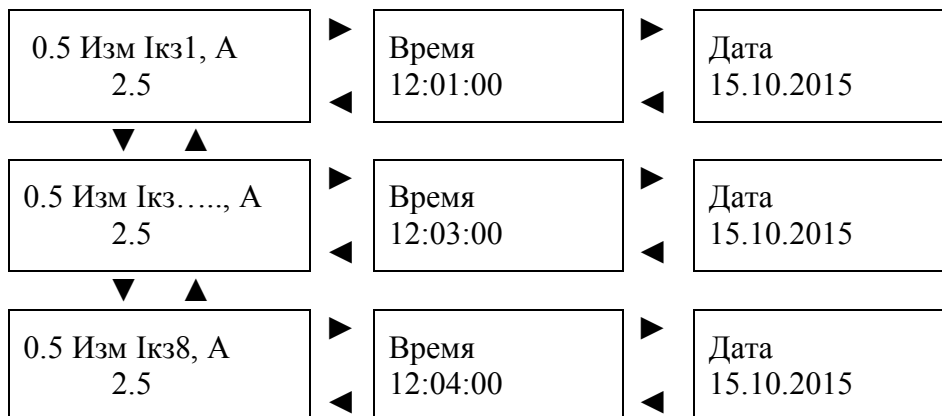 0.5 Изм Iкз1, А
2.5
Время
12:01:00
Дата
15.10.2015
0.5 Изм Iкз….., А
2.5
Время
12:03:00
Дата
15.10.2015
0.5 Изм Iкз8, А
2.5
Время
12:04:00
Дата
15.10.2015